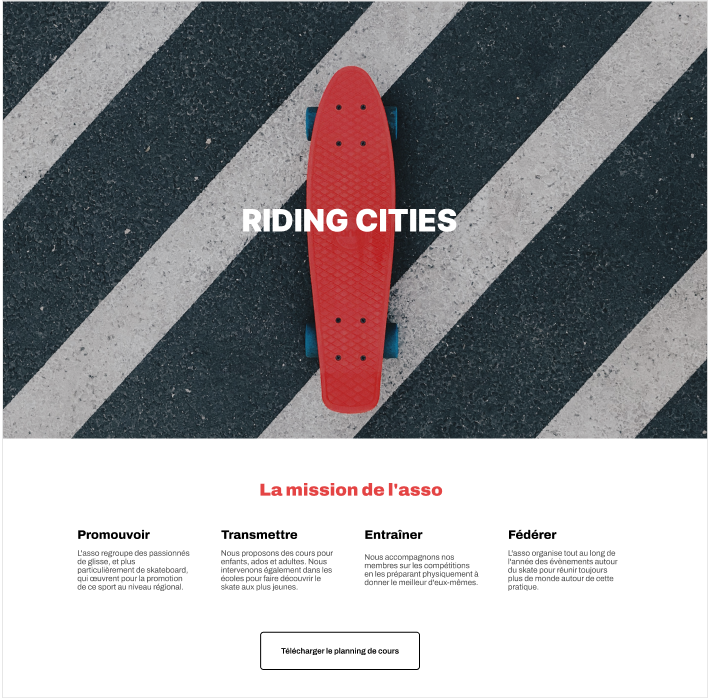 RIDING CITIES
La mission de l'asso
Promouvoir
L'asso regroupe des passionnés
de glisse, et plus
particulièrement de skateboard,
qui œuvrent pour la promotion
de ce sport au niveau régional.
Transmettre
Nous proposons des cours pour
enfants, ados et adultes. Nous
intervenons également dans les
écoles pour faire découvrir le
skate aux plus jeunes.
Entraîner
Nous accompagnons nos
membres sur les compétitions
en les préparant physiquement à
donner le meilleur d'eux-mêmes.
Fédérer
L'asso organise tout au long de
l'année des évènements autour
du skate pour réunir toujours
plus de monde autour de cette
pratique.
Télécharger le planning de cours